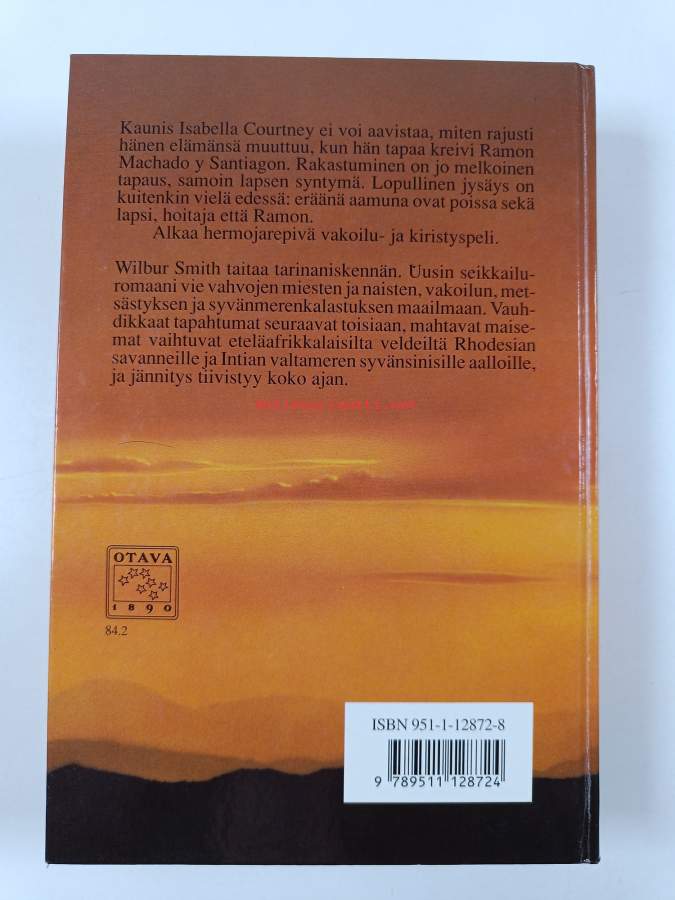 Kaunis Isabella Courtney ei voi aavistaa, miten rajusti
hänen elämänsä muuttuu, kun hän tapaa kreivi Ramon
Machado y Santiagon. Rakastuminen on jo melkoinen
tapaus, samoin lapsen syntymä. Lopullinen jysäys on
kuitenkin vielä edessä: eräänä aamuna ovat poissa sekä
lapsi, hoitaja että Ramon.
Alkaa hermojarepivä vakoilu- ja kiristyspeli.
Wilbur Smith taitaa tarinaniskennän. Uusin seikkailu-
romaani vie vahvojen miesten ja naisten, vakoilun, met-
sästyksen ja syvänmerenkalastuksen maailmaan. Vauh-
dikkaat tapahtumat seuraavat toisiaan, mahtavat maise-
mat vaihtuvat eteläafrikkalaisilta veldeiltä Rhodesian
savanneille ja Intian valtameren syvänsinisille aalloille,
ja jännitys tiivistyy koko ajan.
OTAVA
1890
84.2
ISBN 951-1-12872-8
9 789511 128724